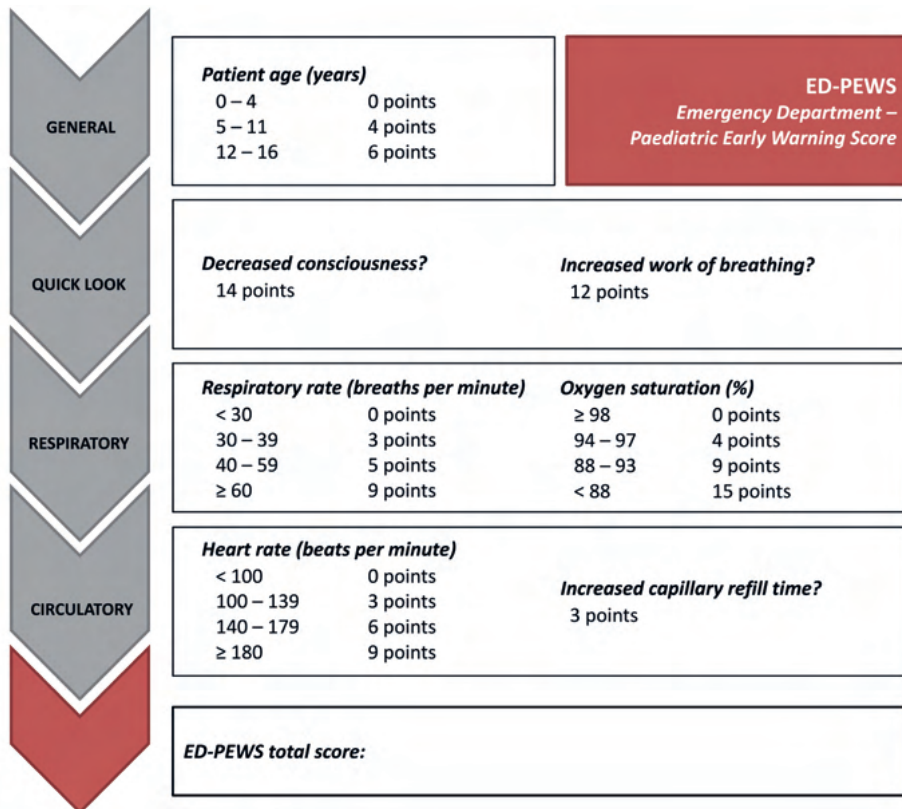 GENERAL
Patient age (years)
0 – 4 0 points
5 – 11 4 points
12 – 16 6 points
ED-PEWS
Emergency Department –
Paediatric Early Warning Score
QUICK LOOK
Decreased consciousness?
14 points
Increased work of breathing?
12 points
RESPIRATORY
Respiratory rate (breaths per minute)
< 30 0 points
30 – 39 3 points
40 – 59 5 points
≥ 60 9 points
Oxygen saturation (%)
≥ 98 0 points
94 – 97 4 points
88 – 93 9 points
< 88 15 points
CIRCULATORY
Heart rate (beats per minute)
< 100 0 points
100 – 139 3 points
140 – 179 6 points
≥ 180 9 points
Increased capillary refill time?
3 points
ED-PEWS total score: